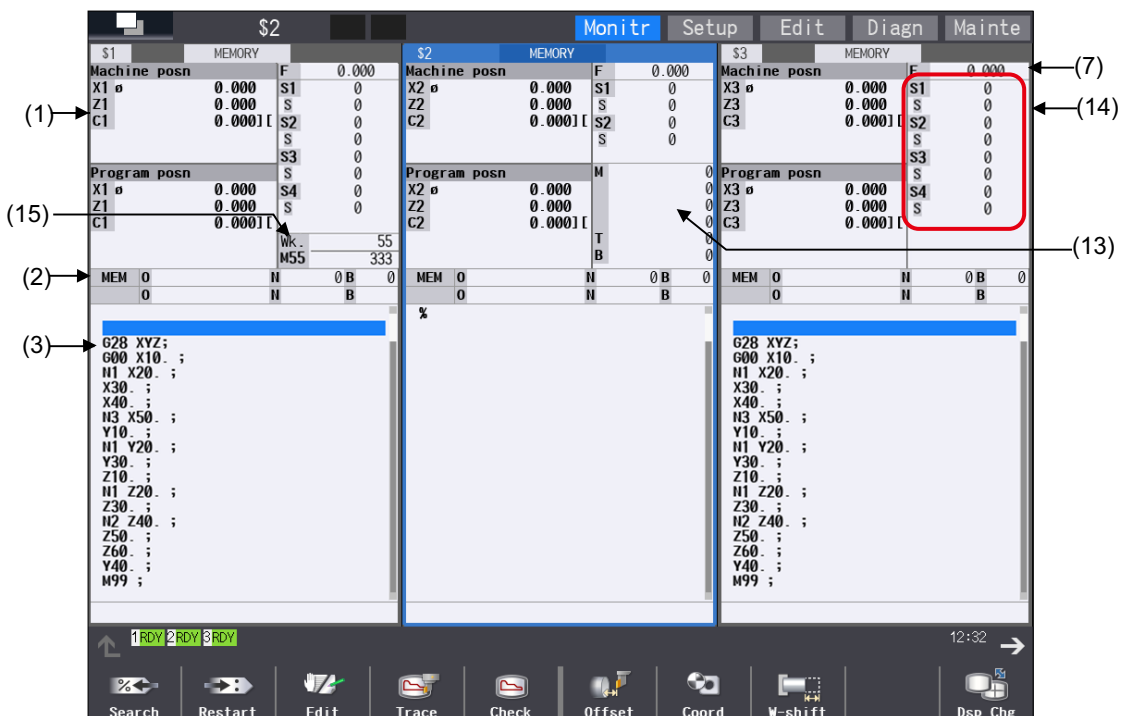 $2 Monitr Setup Edit Diagn Mainte
$1 MEMORY
Machine posn F 0.000
X1 ø 0.000 S1 0
Z1 0.000 S 0
C1 0.000][ S2 0
S 0
S3 0
Program posn S 0
X1 ø 0.000 S4 0
Z1 0.000 S 0
C1 0.000][
Wk. 55
M55 333
MEM O N 0 B 0
O N B
G28 XYZ;
G00 X10. ;
N1 X20. ;
X30. ;
X40. ;
N3 X50. ;
Y10. ;
N1 Y20. ;
Y30. ;
Z10. ;
N1 Z20. ;
Z30. ;
N2 Z40. ;
Z50. ;
Z60. ;
Y40. ;
M99 ;
$2 MEMORY
Machine posn F 0.000
X2 ø 0.000 S1 0
Z2 0.000 S 0
C2 0.000][ S2 0
S 0
Program posn M 0
X2 ø 0.000 0
Z2 0.000 0
C2 0.000][ 0
T 0
B 0
MEM O N 0 B 0
O N B
%
$3 MEMORY
Machine posn F 0.000
X3 ø 0.000 S1 0
Z3 0.000 S 0
C3 0.000][ S2 0
S 0
S3 0
Program posn S 0
X3 ø 0.000 S4 0
Z3 0.000 S 0
C3 0.000][
MEM O N 0 B 0
O N B
G28 XYZ;
G00 X10. ;
N1 X20. ;
X30. ;
X40. ;
N3 X50. ;
Y10. ;
N1 Y20. ;
Y30. ;
Z10. ;
N1 Z20. ;
Z30. ;
N2 Z40. ;
Z50. ;
Z60. ;
Y40. ;
M99 ;
1 RDY 2 RDY 3 RDY 12:32
Search Restart Edit Trace Check Offset Coord W-shift Dsp Chg
(1)
(15)
(2)
(3)
(7)
(14)
(13)